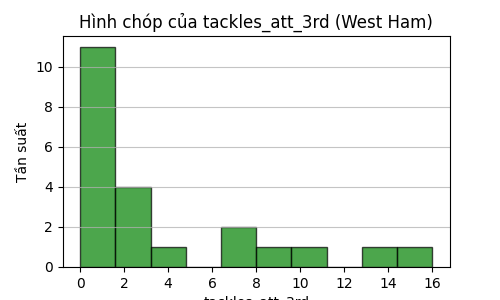 Hình chóp của tackles_att_3rd (West Ham)
Tần suất
10
8
6
4
2
0
0 2 4 6 8 10 12 14 16
tackles_att_3rd